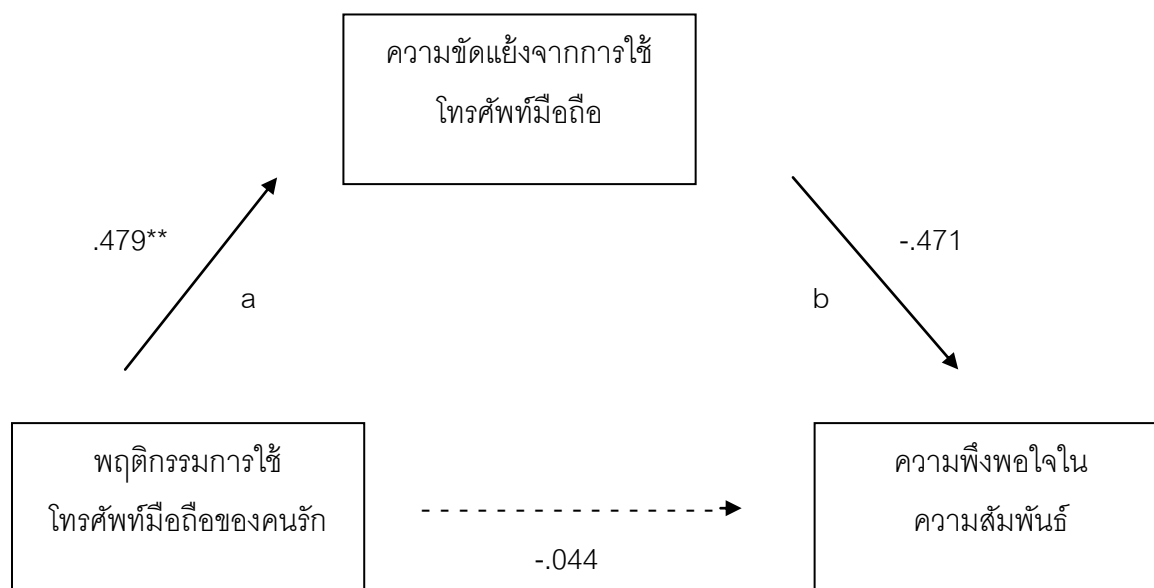 ความขัดแย้งจากการใช้
โทรศัพท์มือถือ
.479**
-.471
a
b
พฤติกรรมการใช้
โทรศัพท์มือถือของคนรัก
ความพึงพอใจใน
ความสัมพันธ์
-.044